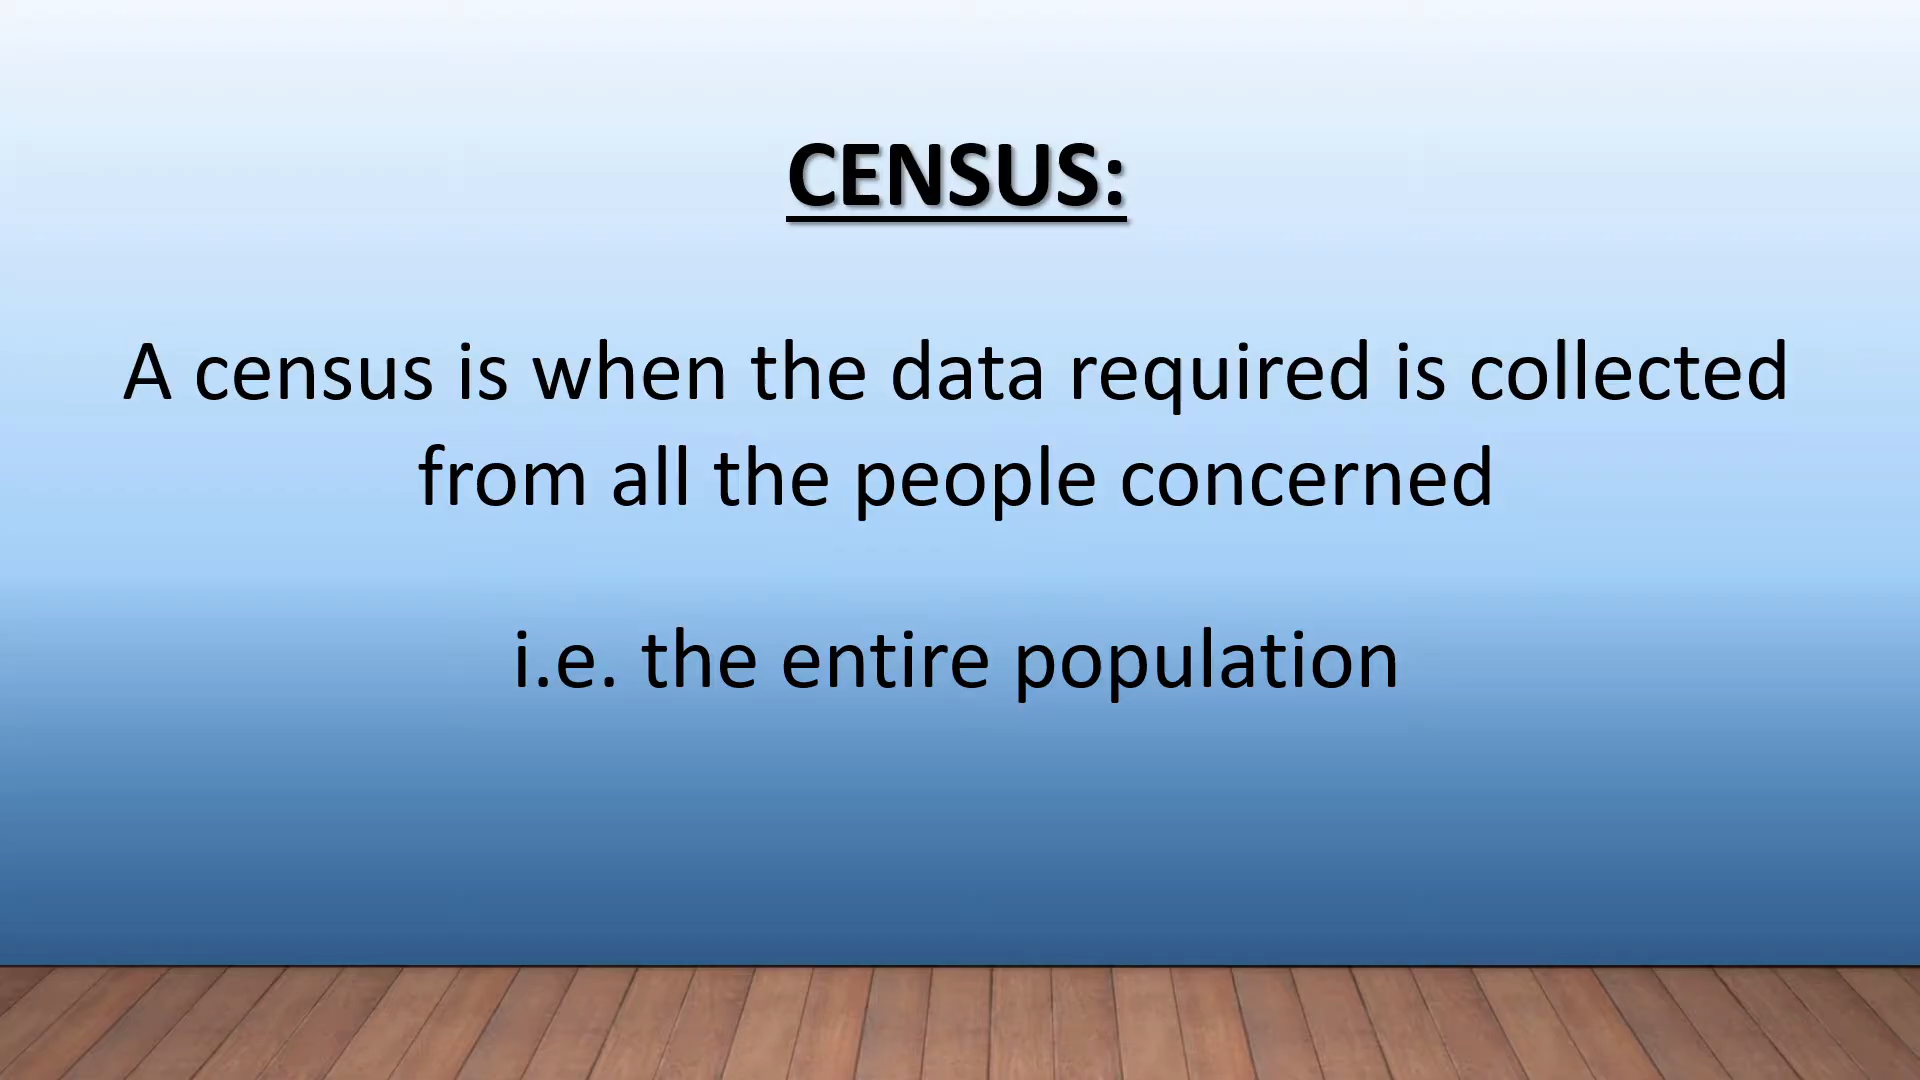 CENSUS:
A census is when the data required is collected
from all the people concerned
i.e. the entire population